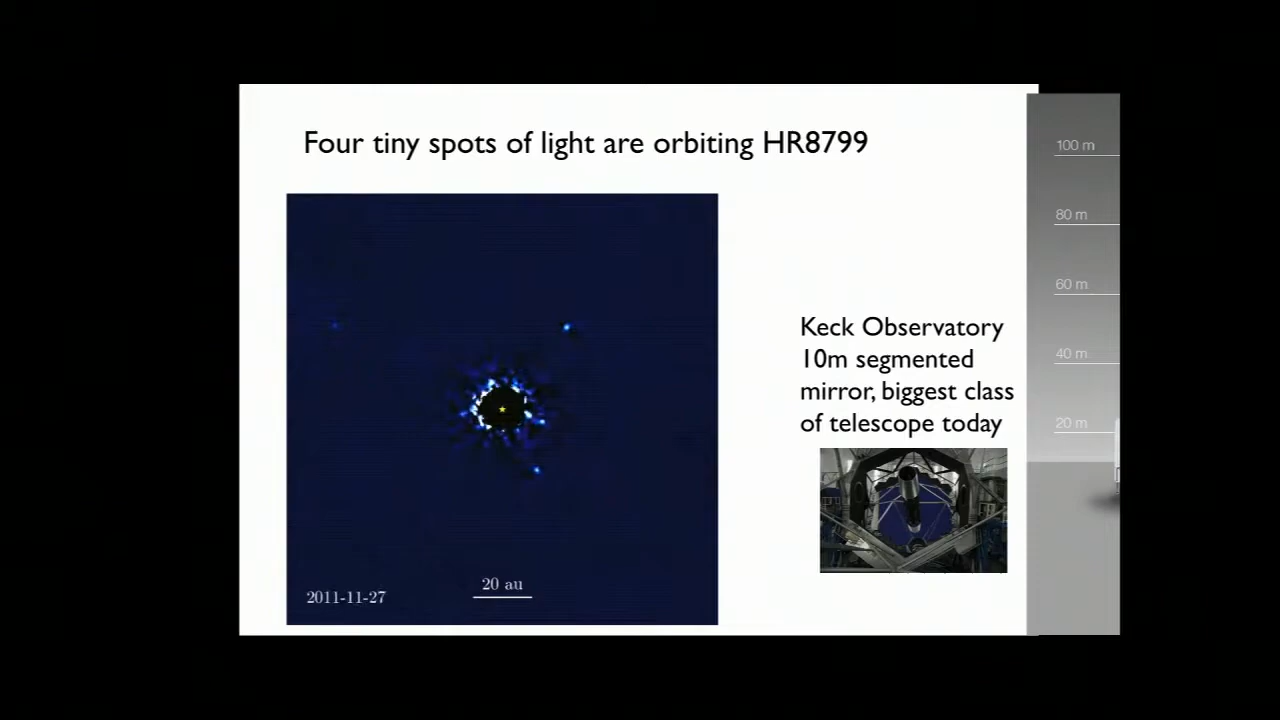 Four tiny spots of light are orbiting HR8799
Keck Observatory
10m segmented
mirror, biggest class
of telescope today
20 au
2011-11-27
100 m
80 m
60 m
40 m
20 m